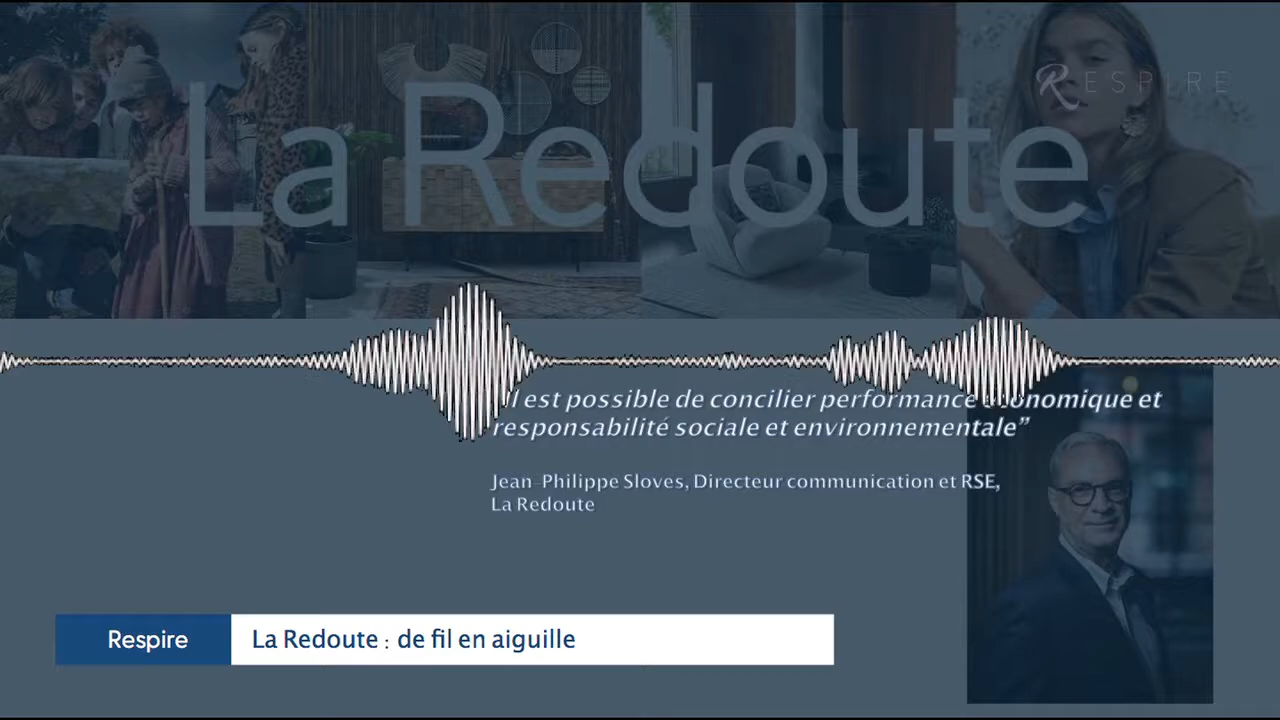 La Redoute
RESPIRE
est possible de concilier performance économique et
responsabilité sociale et environnementale”
Jean-Philippe Sloves, Directeur communication et RSE,
La Redoute
Respire
La Redoute : de fil en aiguille